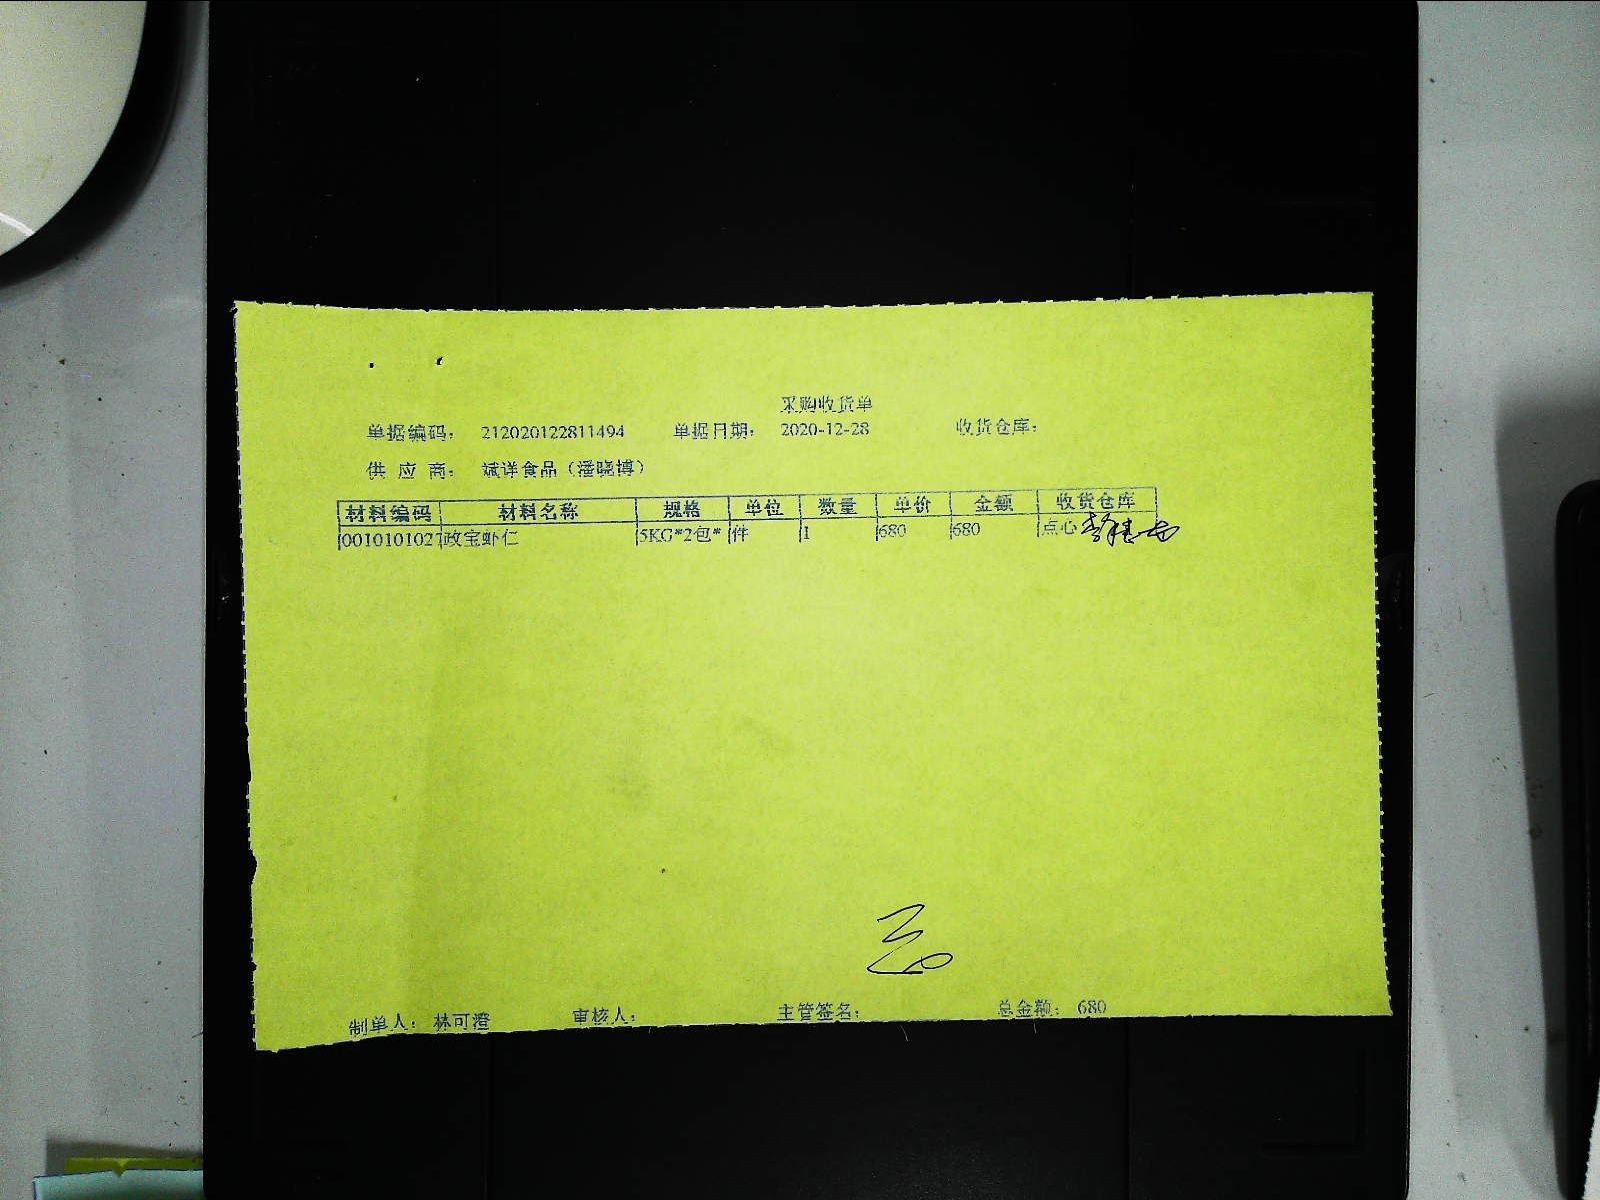 采购收货单
单据编码： 212020122811494 单据日期： 2020-12-28 收货仓库：
供 应 商： 斌洋食品（潘晓博）
材料编码 材料名称 规格 单位 数量 单价 金额 收货仓库
0010101027 政宝虾仁 5KG*2包* 件 1 680 680 点心
制单人： 林可澄 审核人： 主管签名： 总金额： 680